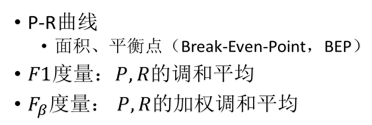 • P-R曲线
• 面积、平衡点（Break-Even-Point，BEP）
• F1度量：P,R的调和平均
• Fβ度量： P,R的加权调和平均